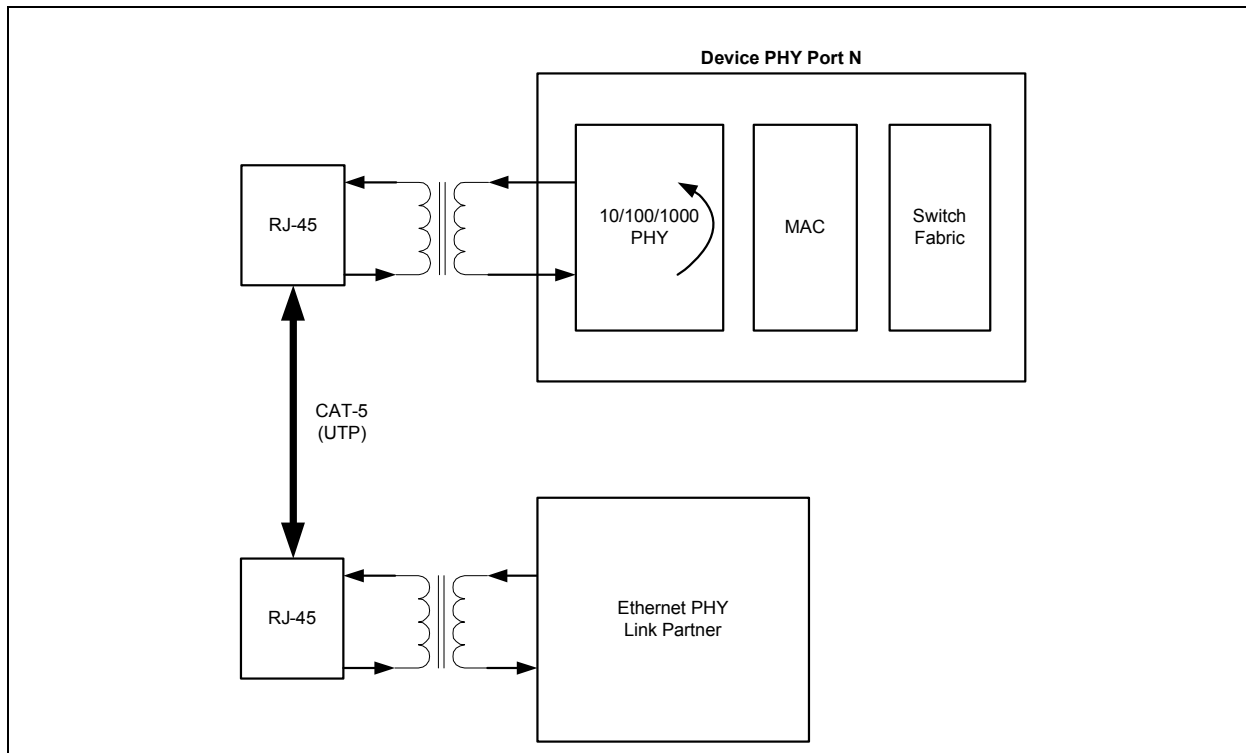 Device PHY Port N
RJ-45
10/100/1000
PHY
MAC
Switch
Fabric
CAT-5
(UTP)
RJ-45
Ethernet PHY
Link Partner